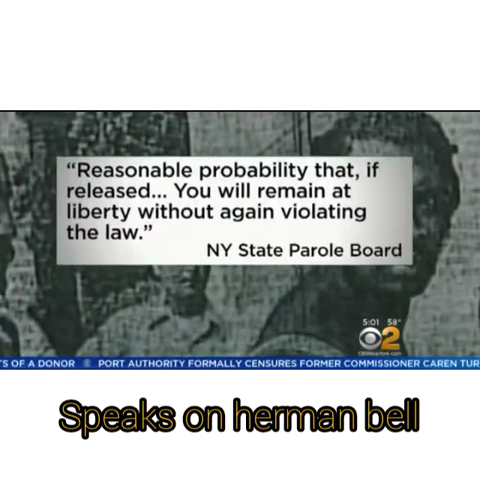 “Reasonable probability that, if
released... You will remain at
liberty without again violating
the law.”
NY State Parole Board
5:01 58°
2
S OF A DONOR PORT AUTHORITY FORMALLY CENSURES FORMER COMMISSIONER CAREN TUR
Speaks on herman bell